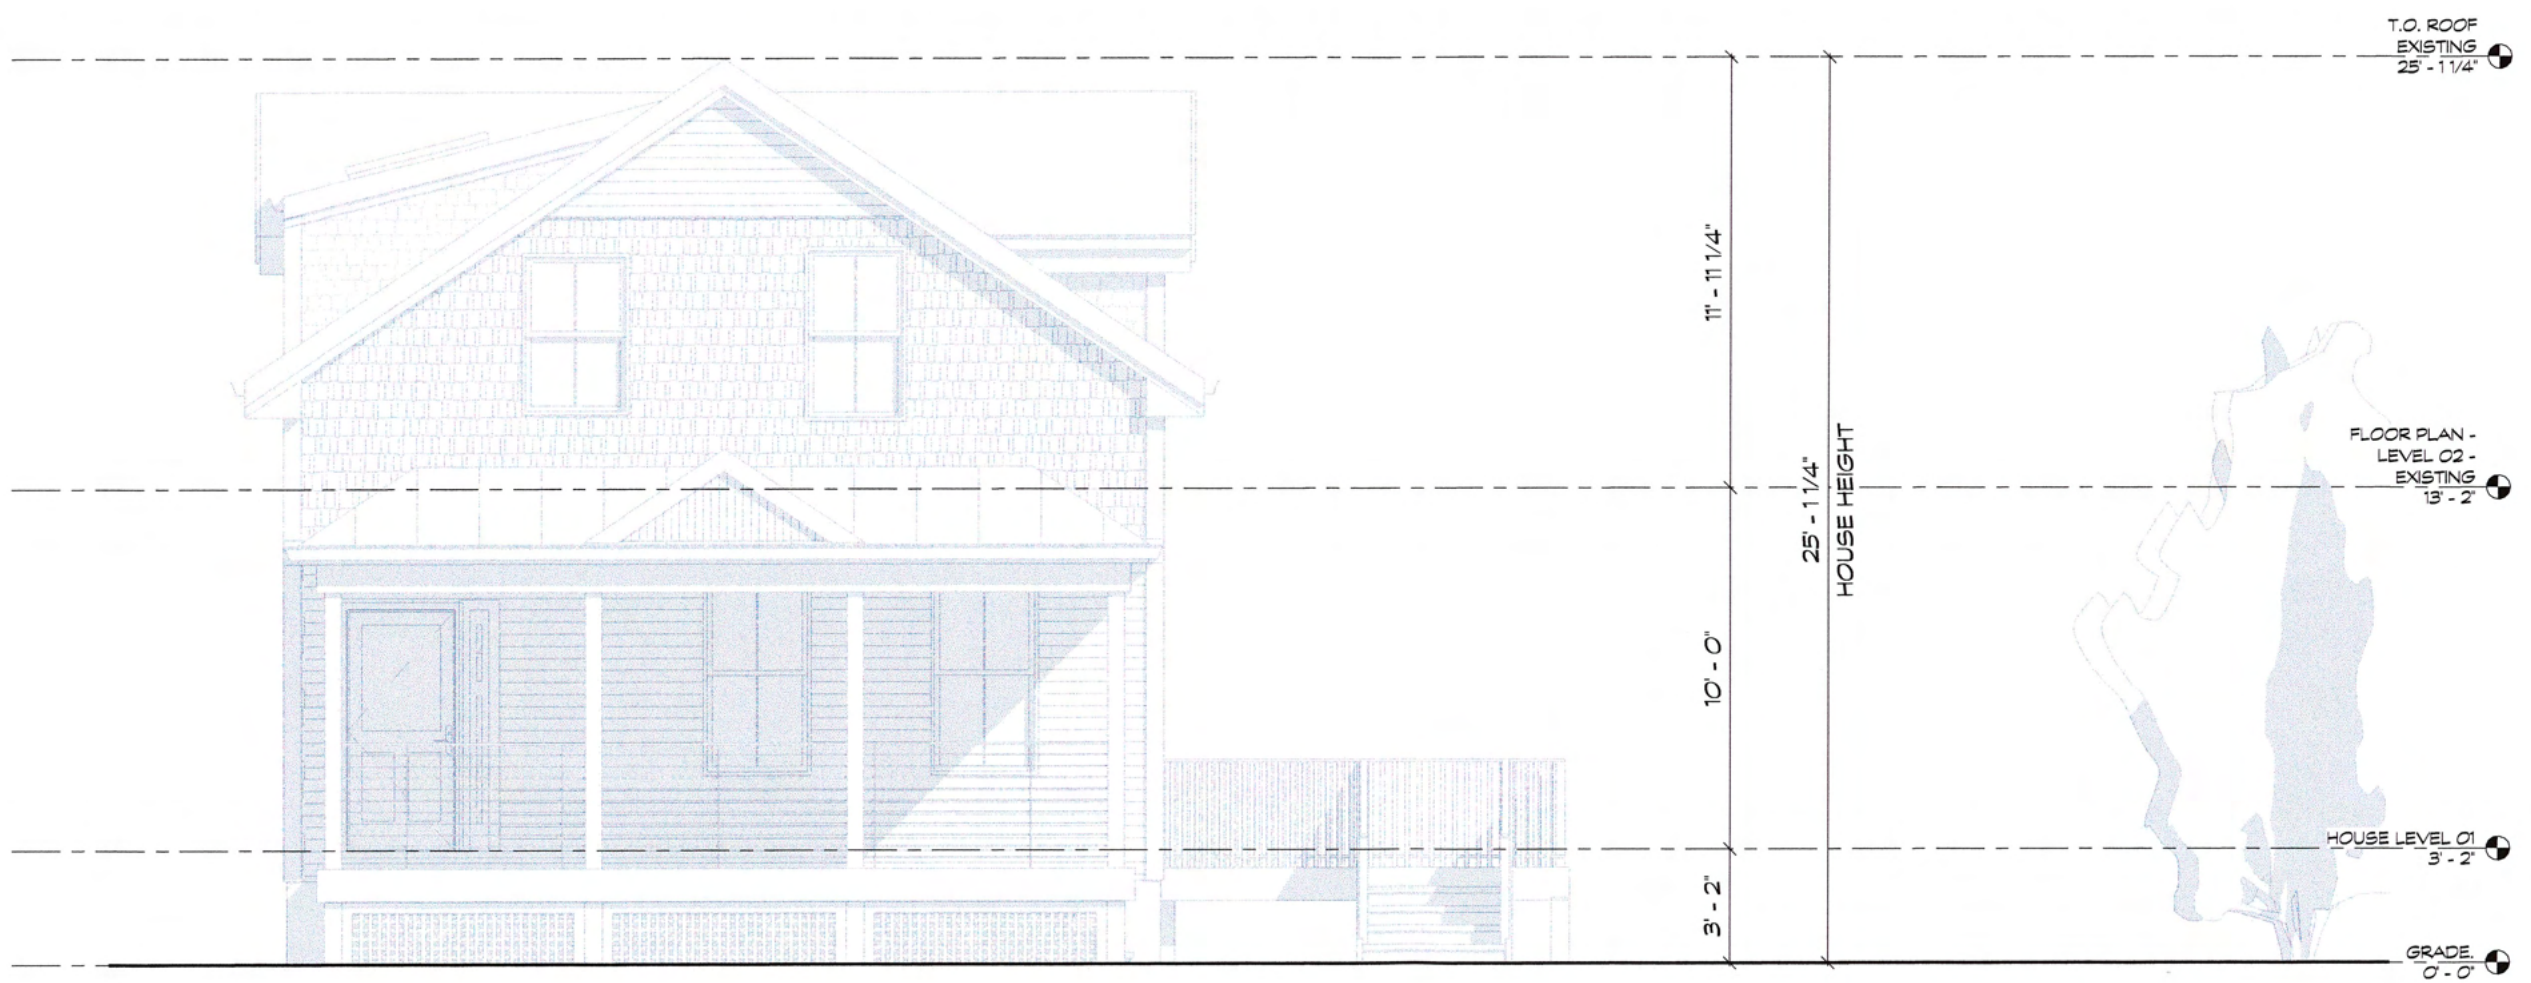 T.O. ROOF
EXISTING
25' - 1 1/4"
11' - 11 1/4"
FLOOR PLAN -
LEVEL 02 -
EXISTING
13' - 2"
25' - 1 1/4"
HOUSE HEIGHT
10' - 0"
HOUSE LEVEL 01
3' - 2"
3' - 2"
GRADE.
0' - 0"